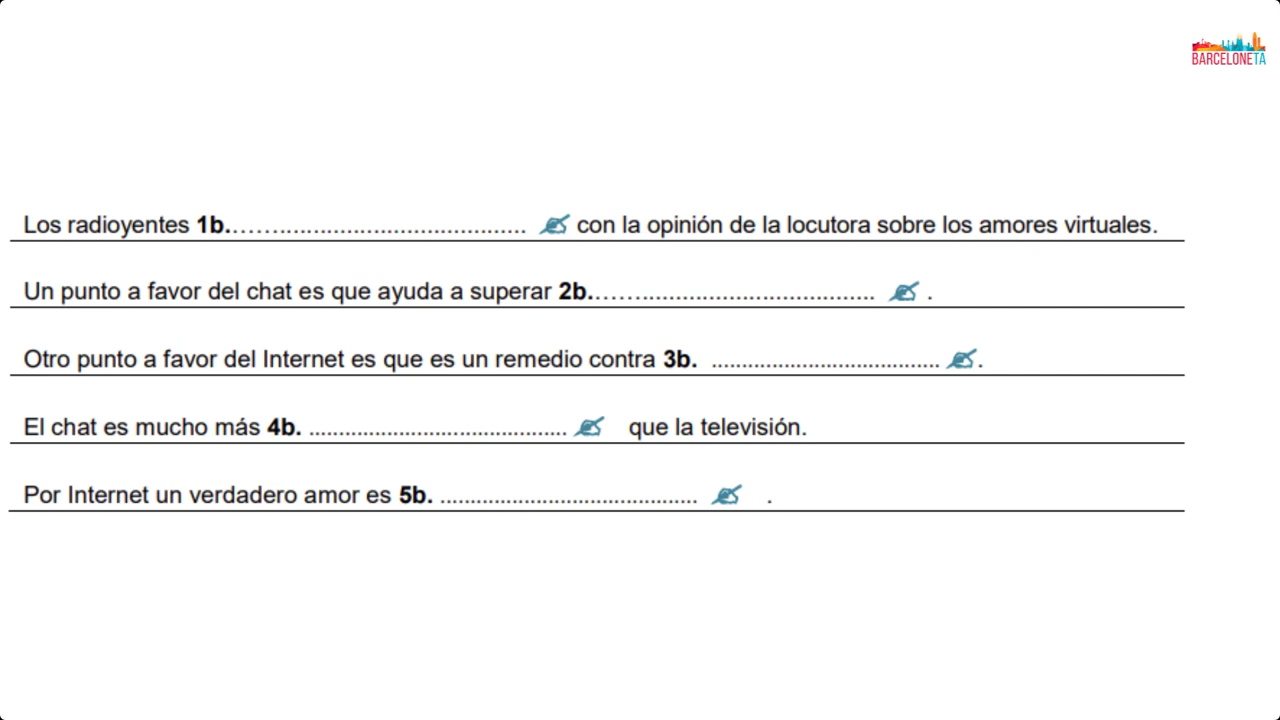 BARCELONETA
Los radioyentes 1b.……..................................... con la opinión de la locutora sobre los amores virtuales.
Un punto a favor del chat es que ayuda a superar 2b.……................................... .
Otro punto a favor del Internet es que es un remedio contra 3b. ...................................... .
El chat es mucho más 4b. ........................................... que la televisión.
Por Internet un verdadero amor es 5b. ........................................... .